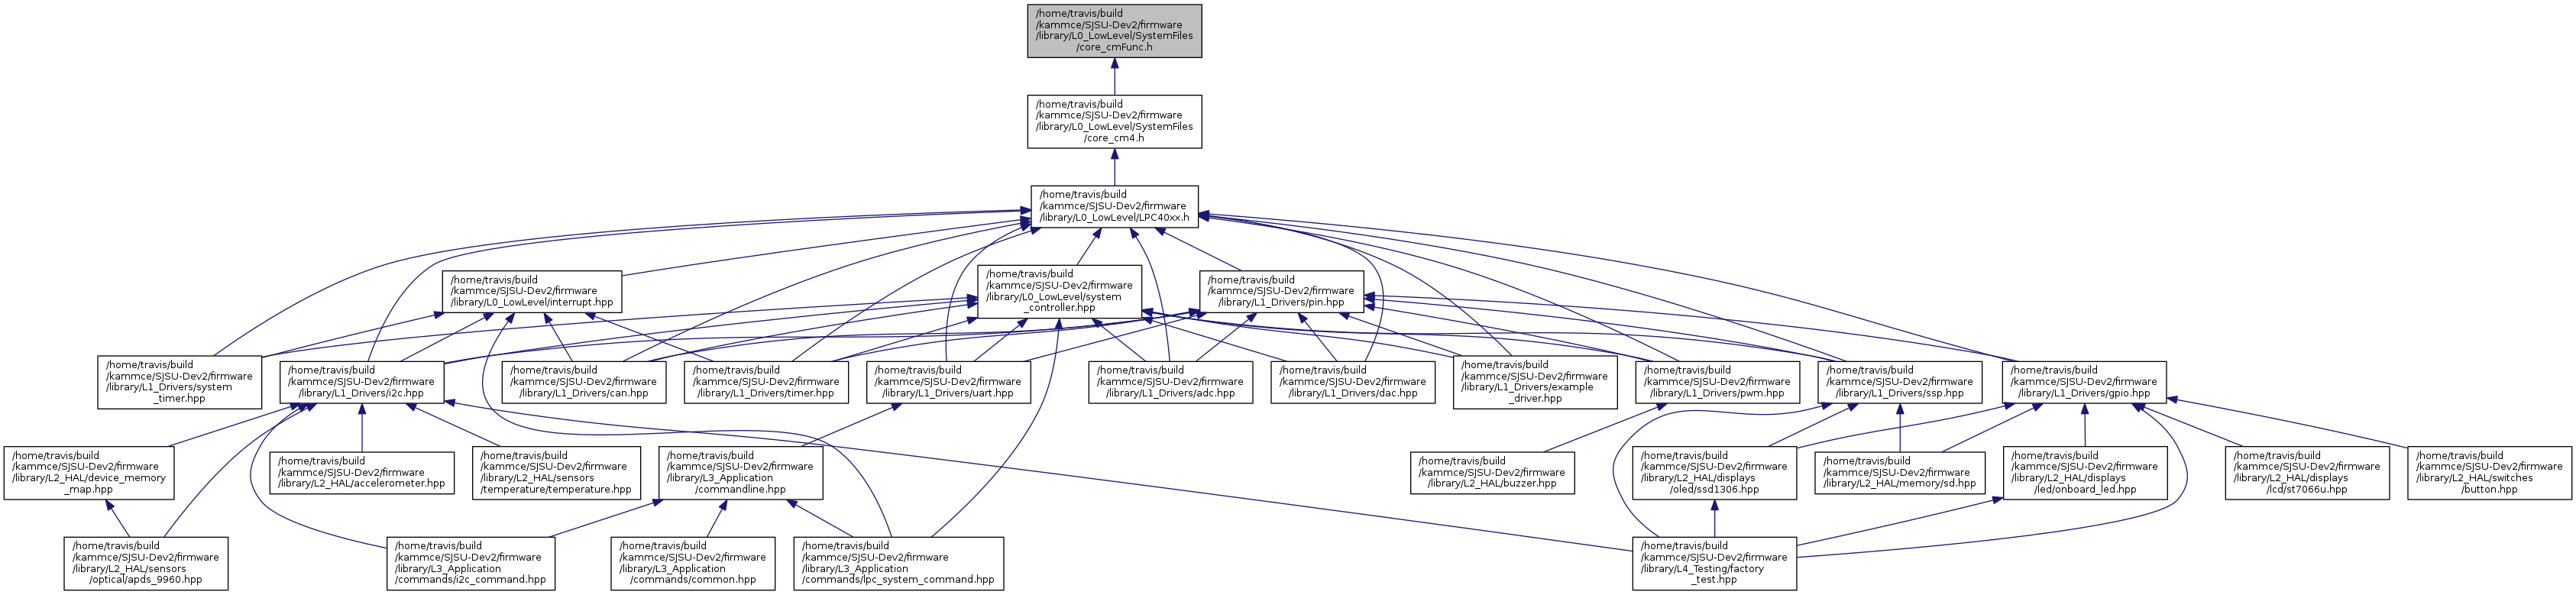 /home/travis/build
/kammce/SJSU-Dev2/firmware
/library/L0_LowLevel/SystemFiles
/core_cmFunc.h
/home/travis/build
/kammce/SJSU-Dev2/firmware
/library/L0_LowLevel/SystemFiles
/core_cm4.h
/home/travis/build
/kammce/SJSU-Dev2/firmware
/library/L0_LowLevel/LPC40xx.h
/home/travis/build
/kammce/SJSU-Dev2/firmware
/library/L0_LowLevel/interrupt.hpp
/home/travis/build
/kammce/SJSU-Dev2/firmware
/library/L0_LowLevel/system
_controller.hpp
/home/travis/build
/kammce/SJSU-Dev2/firmware
/library/L1_Drivers/pin.hpp
/home/travis/build
/kammce/SJSU-Dev2/firmware
/library/L1_Drivers/system
_timer.hpp
/home/travis/build
/kammce/SJSU-Dev2/firmware
/library/L1_Drivers/i2c.hpp
/home/travis/build
/kammce/SJSU-Dev2/firmware
/library/L1_Drivers/can.hpp
/home/travis/build
/kammce/SJSU-Dev2/firmware
/library/L1_Drivers/timer.hpp
/home/travis/build
/kammce/SJSU-Dev2/firmware
/library/L1_Drivers/uart.hpp
/home/travis/build
/kammce/SJSU-Dev2/firmware
/library/L1_Drivers/adc.hpp
/home/travis/build
/kammce/SJSU-Dev2/firmware
/library/L1_Drivers/dac.hpp
/home/travis/build
/kammce/SJSU-Dev2/firmware
/library/L1_Drivers/example
_driver.hpp
/home/travis/build
/kammce/SJSU-Dev2/firmware
/library/L1_Drivers/pwm.hpp
/home/travis/build
/kammce/SJSU-Dev2/firmware
/library/L1_Drivers/ssp.hpp
/home/travis/build
/kammce/SJSU-Dev2/firmware
/library/L1_Drivers/gpio.hpp
/home/travis/build
/kammce/SJSU-Dev2/firmware
/library/L2_HAL/device_memory
_map.hpp
/home/travis/build
/kammce/SJSU-Dev2/firmware
/library/L2_HAL/accelerometer.hpp
/home/travis/build
/kammce/SJSU-Dev2/firmware
/library/L2_HAL/sensors
/temperature/temperature.hpp
/home/travis/build
/kammce/SJSU-Dev2/firmware
/library/L3_Application
/commandline.hpp
/home/travis/build
/kammce/SJSU-Dev2/firmware
/library/L2_HAL/buzzer.hpp
/home/travis/build
/kammce/SJSU-Dev2/firmware
/library/L2_HAL/displays
/oled/ssd1306.hpp
/home/travis/build
/kammce/SJSU-Dev2/firmware
/library/L2_HAL/memory/sd.hpp
/home/travis/build
/kammce/SJSU-Dev2/firmware
/library/L2_HAL/displays
/led/onboard_led.hpp
/home/travis/build
/kammce/SJSU-Dev2/firmware
/library/L2_HAL/displays
/lcd/st7066u.hpp
/home/travis/build
/kammce/SJSU-Dev2/firmware
/library/L2_HAL/switches
/button.hpp
/home/travis/build
/kammce/SJSU-Dev2/firmware
/library/L2_HAL/sensors
/optical/apds_9960.hpp
/home/travis/build
/kammce/SJSU-Dev2/firmware
/library/L3_Application
/commands/i2c_command.hpp
/home/travis/build
/kammce/SJSU-Dev2/firmware
/library/L3_Application
/commands/common.hpp
/home/travis/build
/kammce/SJSU-Dev2/firmware
/library/L3_Application
/commands/lpc_system_command.hpp
/home/travis/build
/kammce/SJSU-Dev2/firmware
/library/L4_Testing/factory
_test.hpp